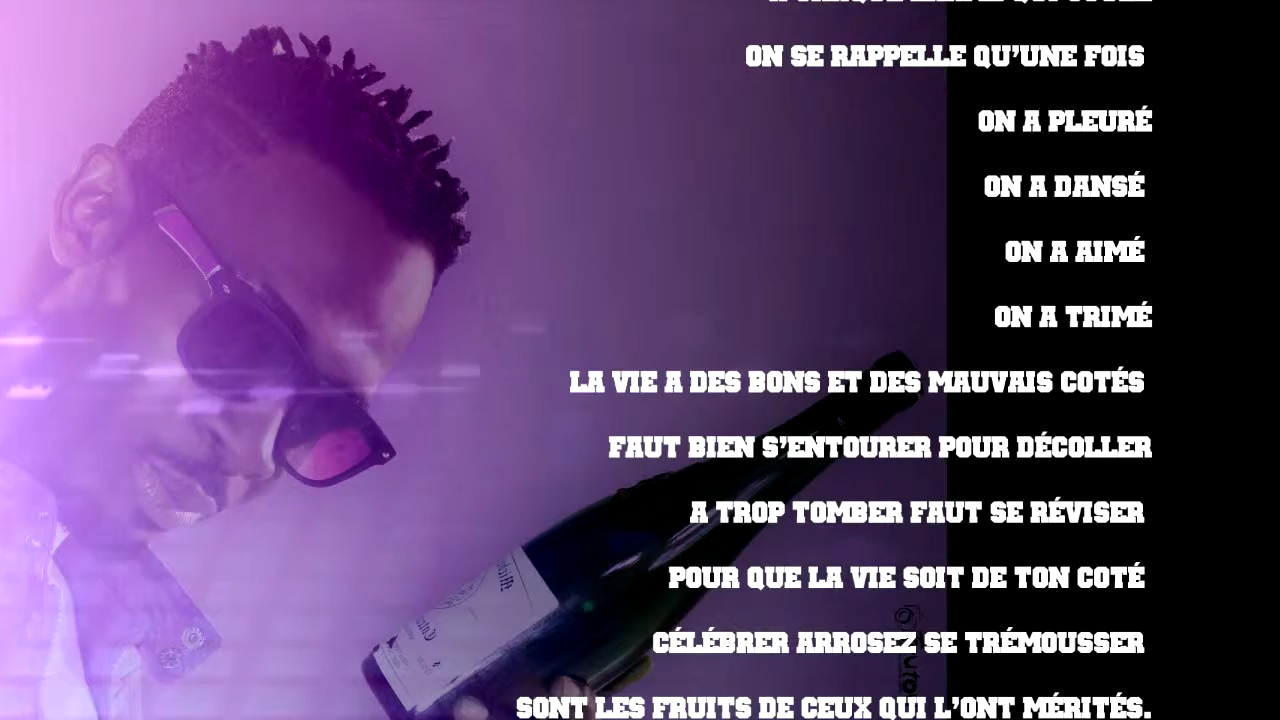 ON SE RAPPELLE QU'UNE FOIS
ON A PLEURÉ
ON A DANSÉ
ON A AIMÉ
ON A TRIMÉ
LA VIE A DES BONS ET DES MAUVAIS COTÉS
FAUT BIEN S'ENTOURER POUR DÉCOLLER
A TROP TOMBER FAUT SE RÉVISER
POUR QUE LA VIE SOIT DE TON COTÉ
CÉLÉBRER ARROSEZ SE TRÉMOUSSER
SONT LES FRUITS DE CEUX QUI L'ONT MÉRITÉS.